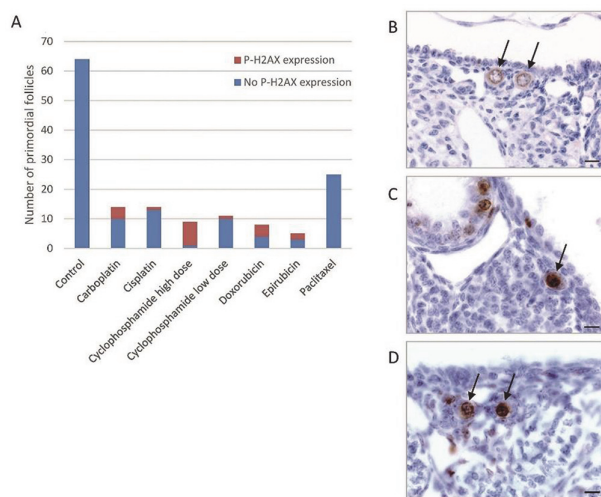 A
70
60
50
40
30
20
10
0
Number of primordial follicles
P-H2AX expression
No P-H2AX expression
Control
Carboplatin
Cisplatin
Cyclophosphamide high dose
Cyclophosphamide low dose
Doxorubicin
Epirubicin
Paclitaxel
B
C
D